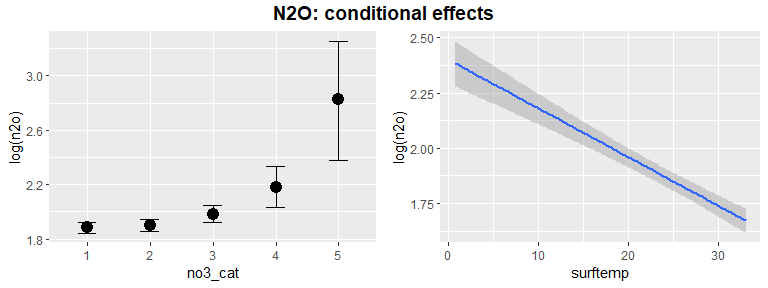 N2O: conditional effects
log(n2o)
3.0
2.6
2.2
1.8
1 2 3 4 5
no3_cat
log(n2o)
2.50
2.25
2.00
1.75
0 10 20 30
surftemp